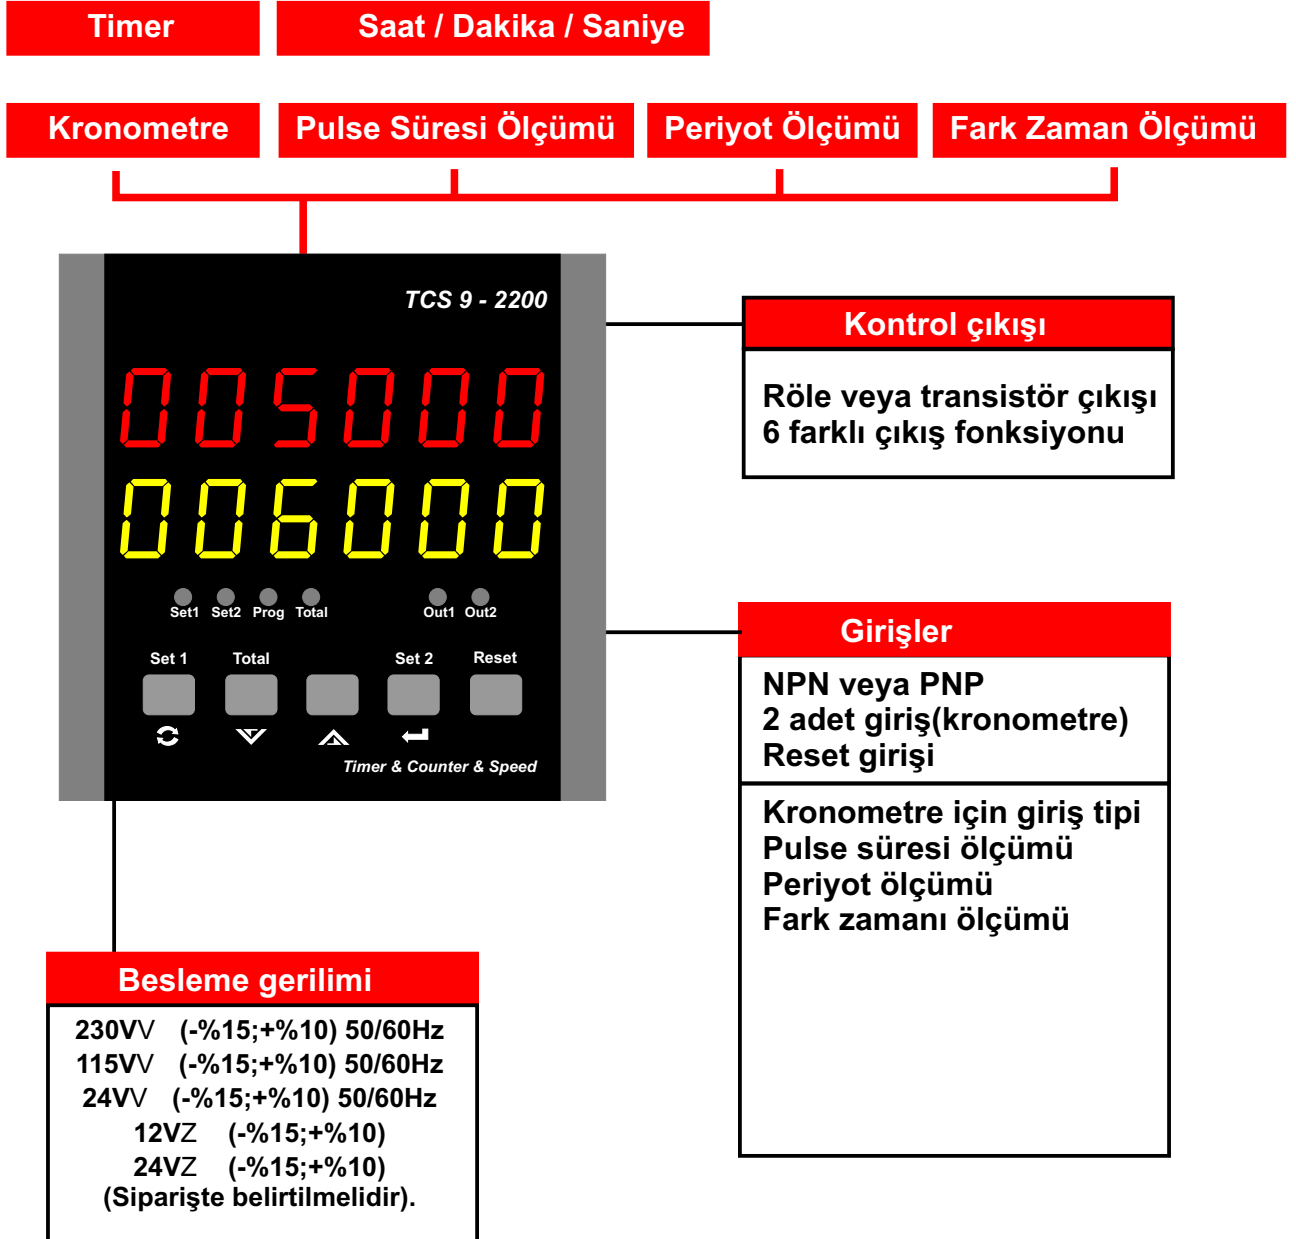 Timer
Saat / Dakika / Saniye
Kronometre
Pulse Süresi Ölçümü
Periyot Ölçümü
Fark Zaman Ölçümü
TCS 9 - 2200
005000
006000
Set1 Set2 Prog Total Out1 Out2
Set 1 Total Set 2 Reset
Timer & Counter & Speed
Kontrol çıkışı
Röle veya transistör çıkışı
6 farklı çıkış fonksiyonu
Girişler
NPN veya PNP
2 adet giriş(kronometre)
Reset girişi
Kronometre için giriş tipi
Pulse süresi ölçümü
Periyot ölçümü
Fark zamanı ölçümü
Besleme gerilimi
230VV (-%15;+%10) 50/60Hz
115VV (-%15;+%10) 50/60Hz
24VV (-%15;+%10) 50/60Hz
12VZ (-%15;+%10)
24VZ (-%15;+%10)
(Siparişte belirtilmelidir).